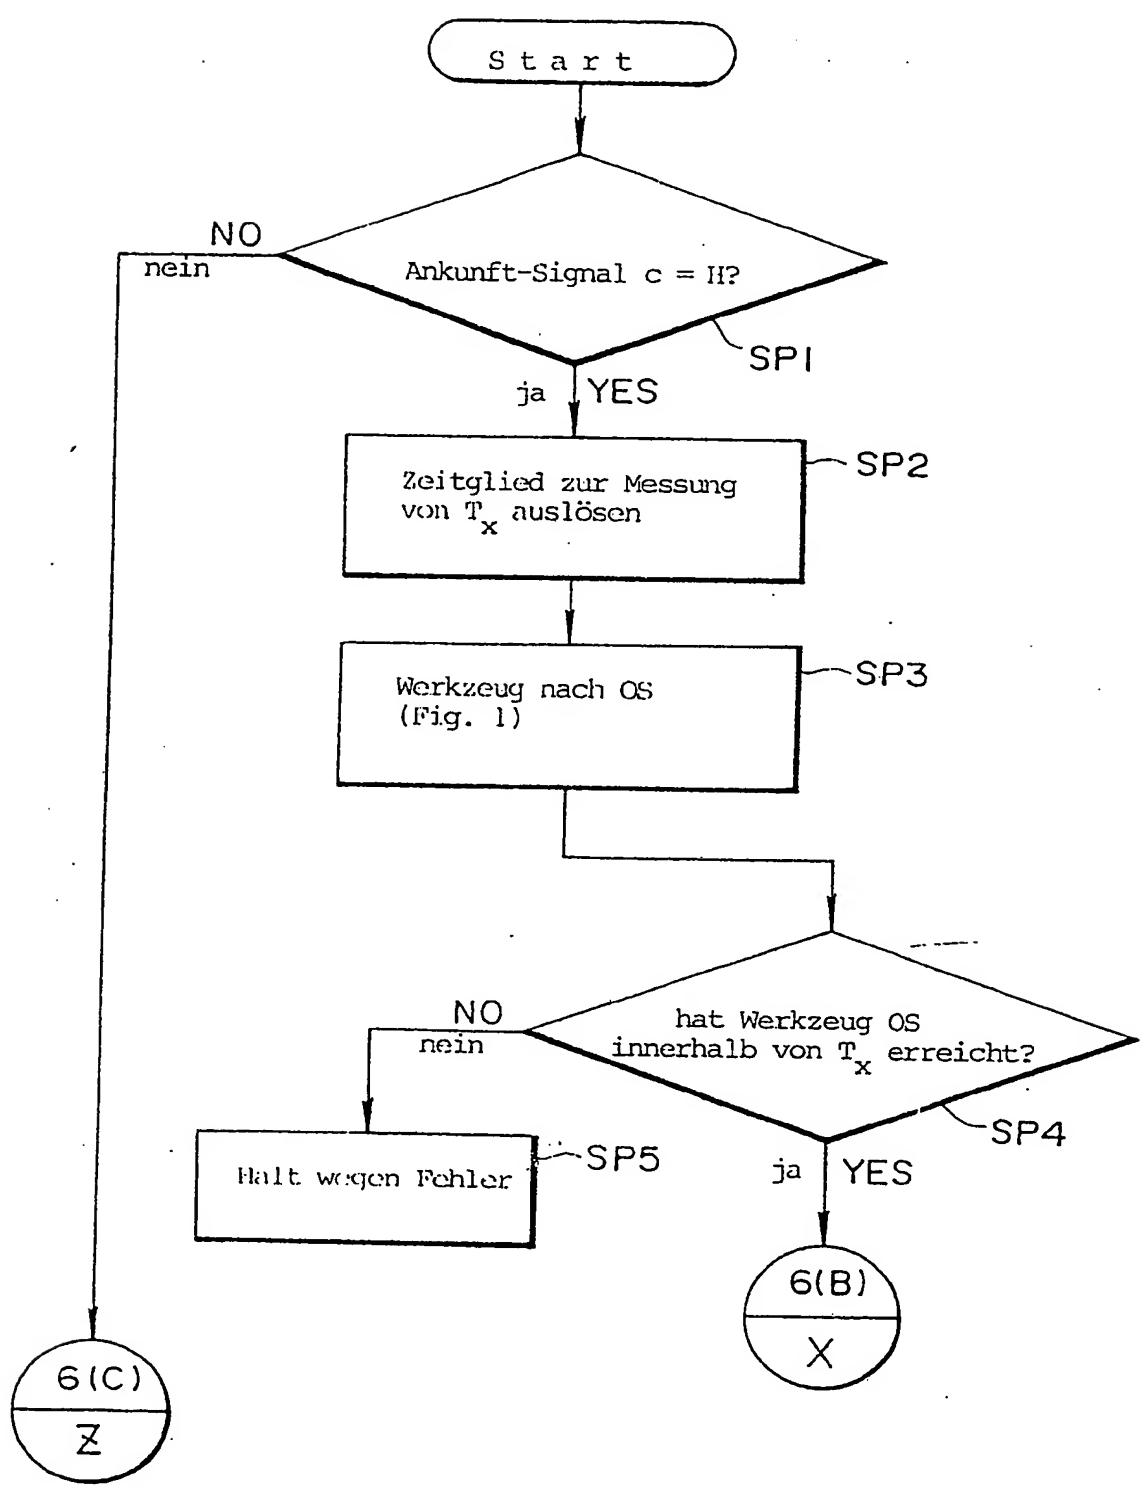 Start
NO
nein
Ankunft-Signal c = H?
SP1
ja YES
SP2
Zeitglied zur Messung
von Tx auslösen
SP3
Werkzeug nach OS
(Fig. 1)
NO
nein
hat Werkzeug OS
innerhalb von Tx erreicht?
SP4
SP5
Halt wegen Fehler
ja YES
6(B)
X
6(C)
Z